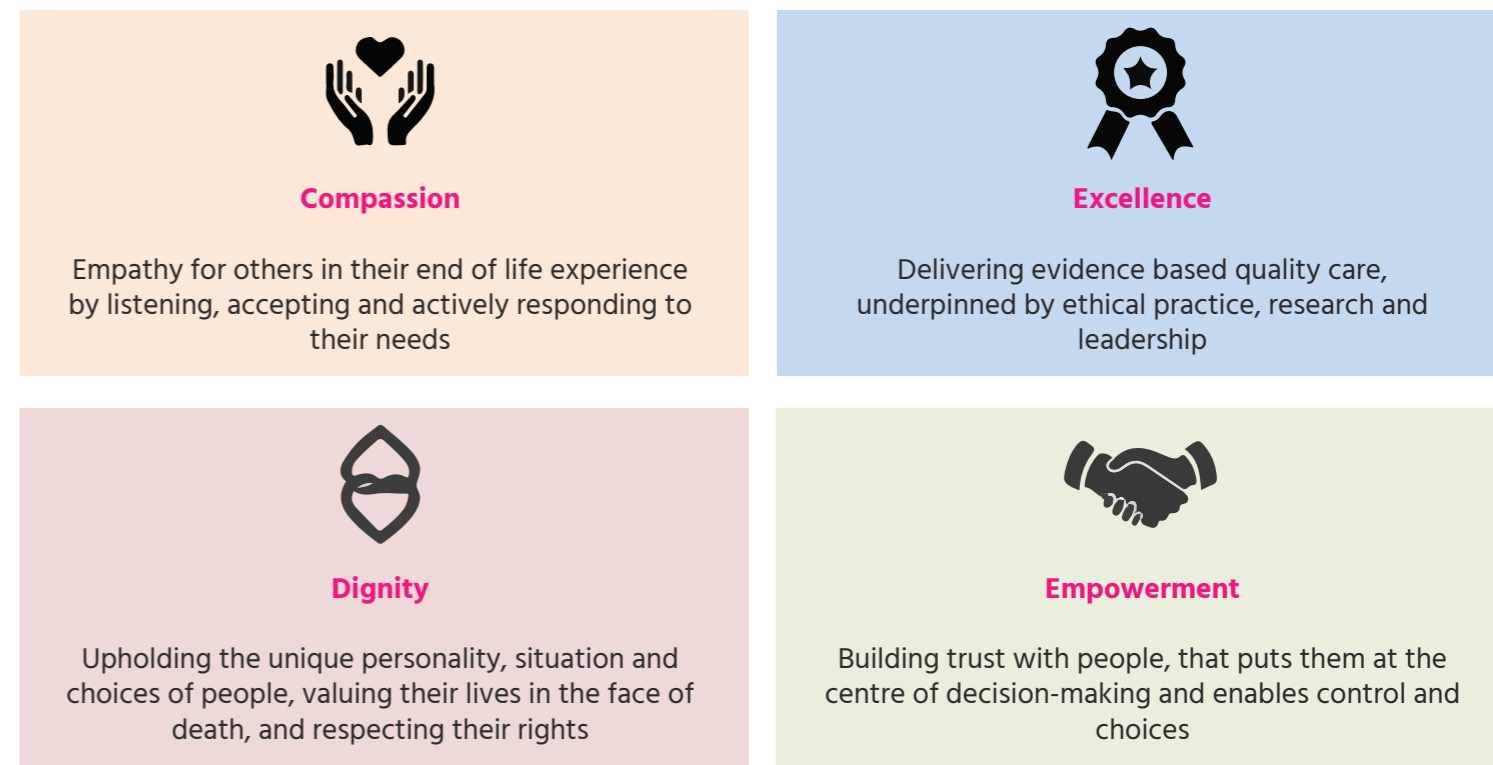 Compassion
Empathy for others in their end of life experience
by listening, accepting and actively responding to
their needs
Excellence
Delivering evidence based quality care,
underpinned by ethical practice, research and
leadership
Dignity
Upholding the unique personality, situation and
choices of people, valuing their lives in the face of
death, and respecting their rights
Empowerment
Building trust with people, that puts them at the
centre of decision-making and enables control and
choices